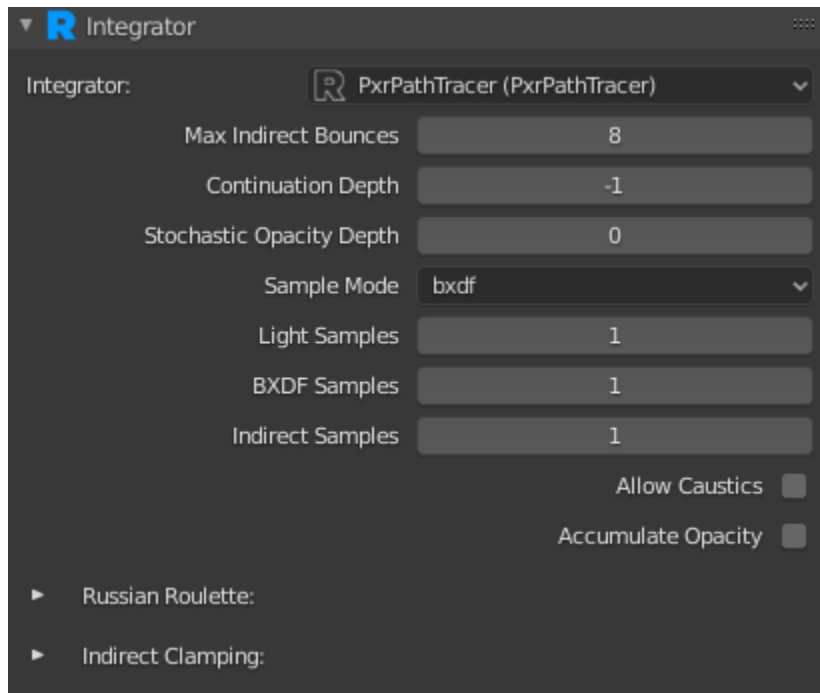 R Integrator
Integrator: R PxrPathTracer (PxrPathTracer)
Max Indirect Bounces 8
Continuation Depth -1
Stochastic Opacity Depth 0
Sample Mode bxdf
Light Samples 1
BXDF Samples 1
Indirect Samples 1
Allow Caustics
Accumulate Opacity
Russian Roulette:
Indirect Clamping: